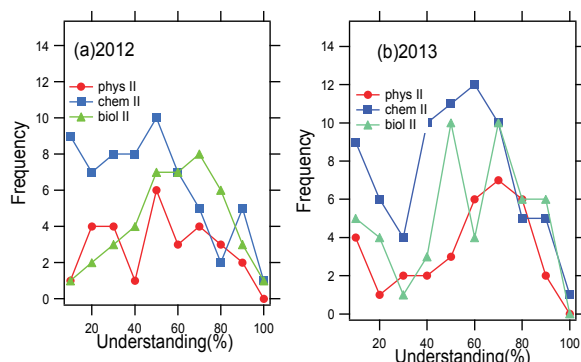 (a)2012
phys II
chem II
biol II
Frequency
14
12
10
8
6
4
2
0
20
40
60
80
100
Understanding(%)
(b)2013
phys II
chem II
biol II
Frequency
14
12
10
8
6
4
2
0
20
40
60
80
100
Understanding(%)